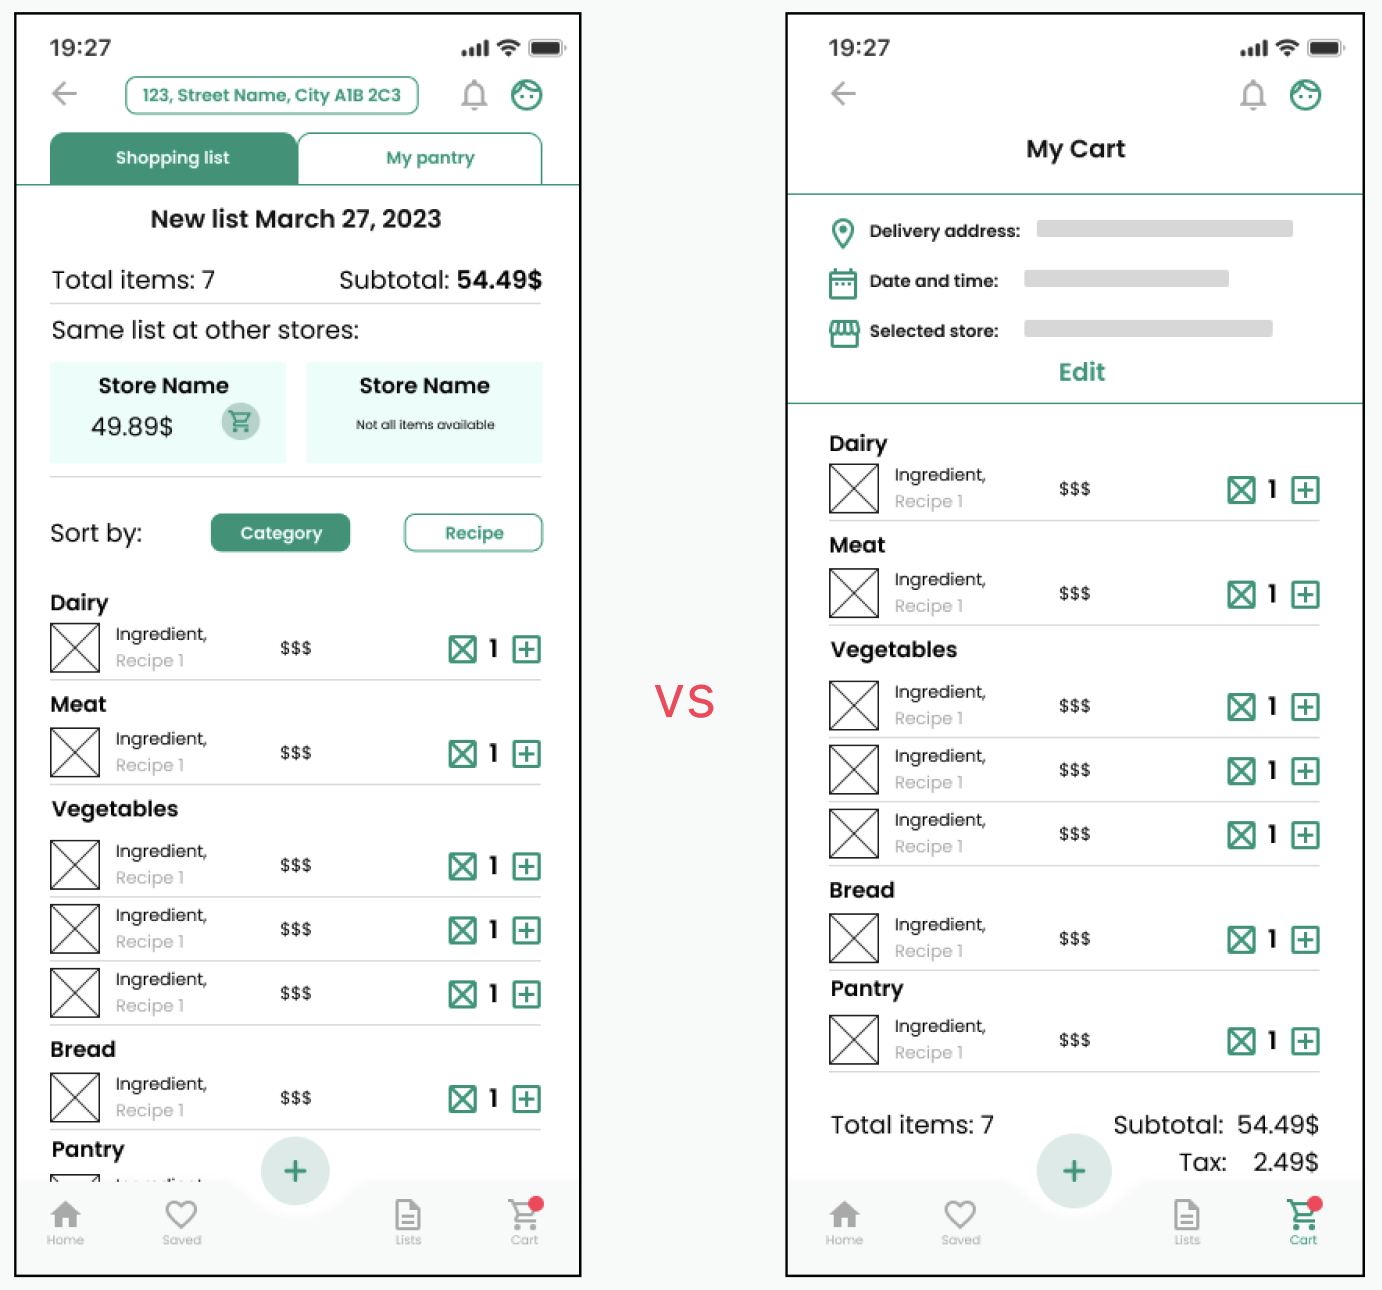 19:27
123, Street Name, City A1B 2C3
Shopping list My pantry
New list March 27, 2023
Total items: 7 Subtotal: 54.49$
Same list at other stores:
Store Name Store Name
49.89$ Not all items available
Sort by: Category Recipe
Dairy
Ingredient, $$$ 1
Recipe 1
Meat
Ingredient, $$$ 1
Recipe 1
Vegetables
Ingredient, $$$ 1
Recipe 1
Ingredient, $$$ 1
Recipe 1
Ingredient, $$$ 1
Recipe 1
Bread
Ingredient, $$$ 1
Recipe 1
Pantry
+
Home Saved Lists Cart
vs
19:27
My Cart
Delivery address:
Date and time:
Selected store:
Edit
Dairy
Ingredient, $$$ 1
Recipe 1
Meat
Ingredient, $$$ 1
Recipe 1
Vegetables
Ingredient, $$$ 1
Recipe 1
Ingredient, $$$ 1
Recipe 1
Ingredient, $$$ 1
Recipe 1
Bread
Ingredient, $$$ 1
Recipe 1
Pantry
Ingredient, $$$ 1
Recipe 1
Total items: 7 Subtotal: 54.49$
Tax: 2.49$
+
Home Saved Lists Cart